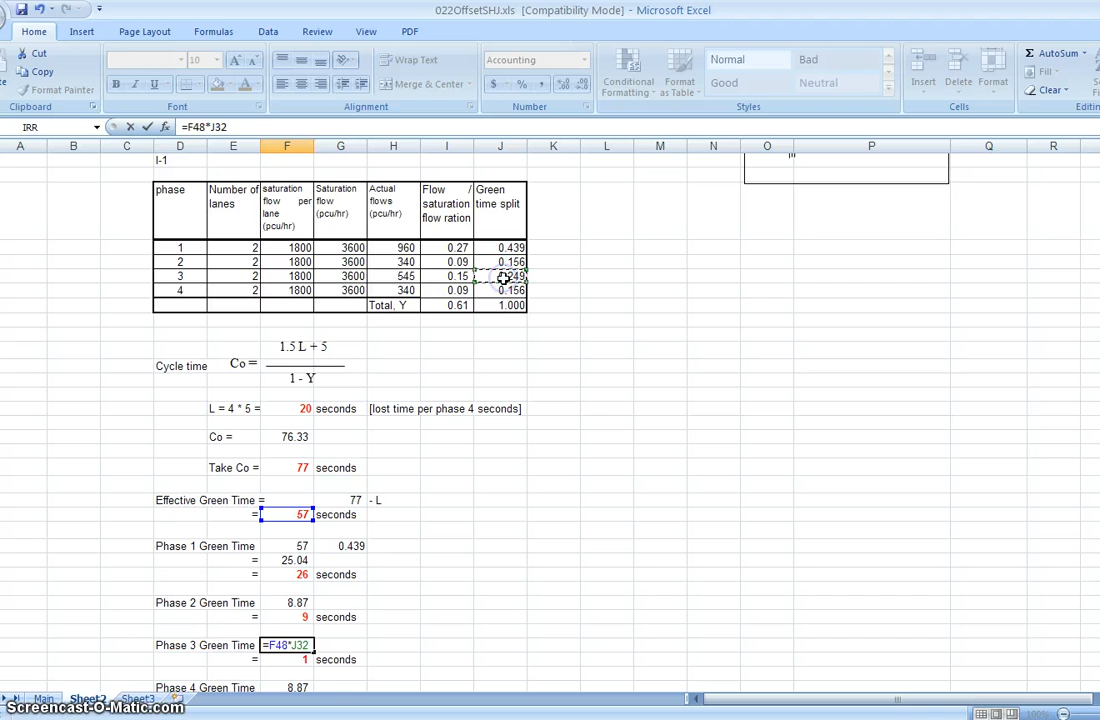 022OffsetSHJ.xls [Compatibility Mode] - Microsoft Excel
Home Insert Page Layout Formulas Data Review View PDF
Cut
Copy
Format Painter
Clipboard
10 A A
B I U A
Font
Wrap Text
Merge & Center
Alignment
Accounting
$ % ,
Number
Conditional Formatting
Format as Table
Normal Bad
Good Neutral
Styles
Insert Delete Format
Cells
Σ AutoSum
Fill
Clear
IRR fx =F48*J32
A B C D E F G H I J K L M N O P Q R
I-1
phase Number of lanes saturation flow per lane (pcu/hr) Saturation flow (pcu/hr) Actual flows (pcu/hr) Flow / saturation flow ration Green time split
1 2 1800 3600 960 0.27 0.439
2 2 1800 3600 340 0.09 0.156
3 2 1800 3600 545 0.15 249
4 2 1800 3600 340 0.09 0.156
Total, Y 0.61 1.000
1.5 L + 5
Cycle time Co =
1 - Y
L = 4 * 5 = 20 seconds [lost time per phase 4 seconds]
Co = 76.33
Take Co = 77 seconds
Effective Green Time = 77 - L
= 57 seconds
Phase 1 Green Time 57 0.439
= 25.04
= 26 seconds
Phase 2 Green Time 8.87
= 9 seconds
Phase 3 Green Time =F48*J32
= 1 seconds
Phase 4 Green Time 8.87
Main Sheet2 Sheet3
Screencast-O-Matic.com
100%